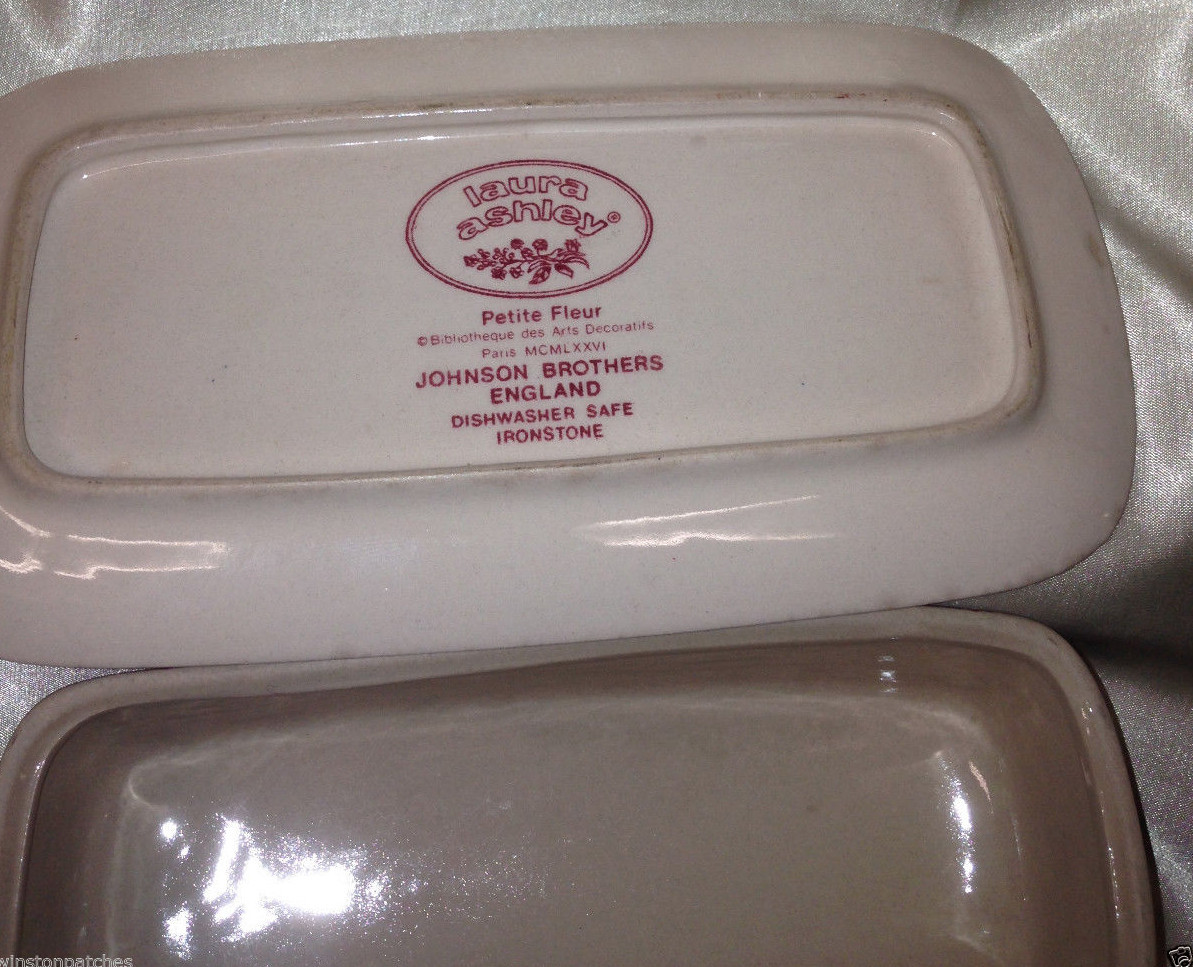 laura
ashley®
Petite Fleur
©Bibliotheque des Arts Decoratifs
Paris MCMLXXVI
JOHNSON BROTHERS
ENGLAND
DISHWASHER SAFE
IRONSTONE
winstonpatches